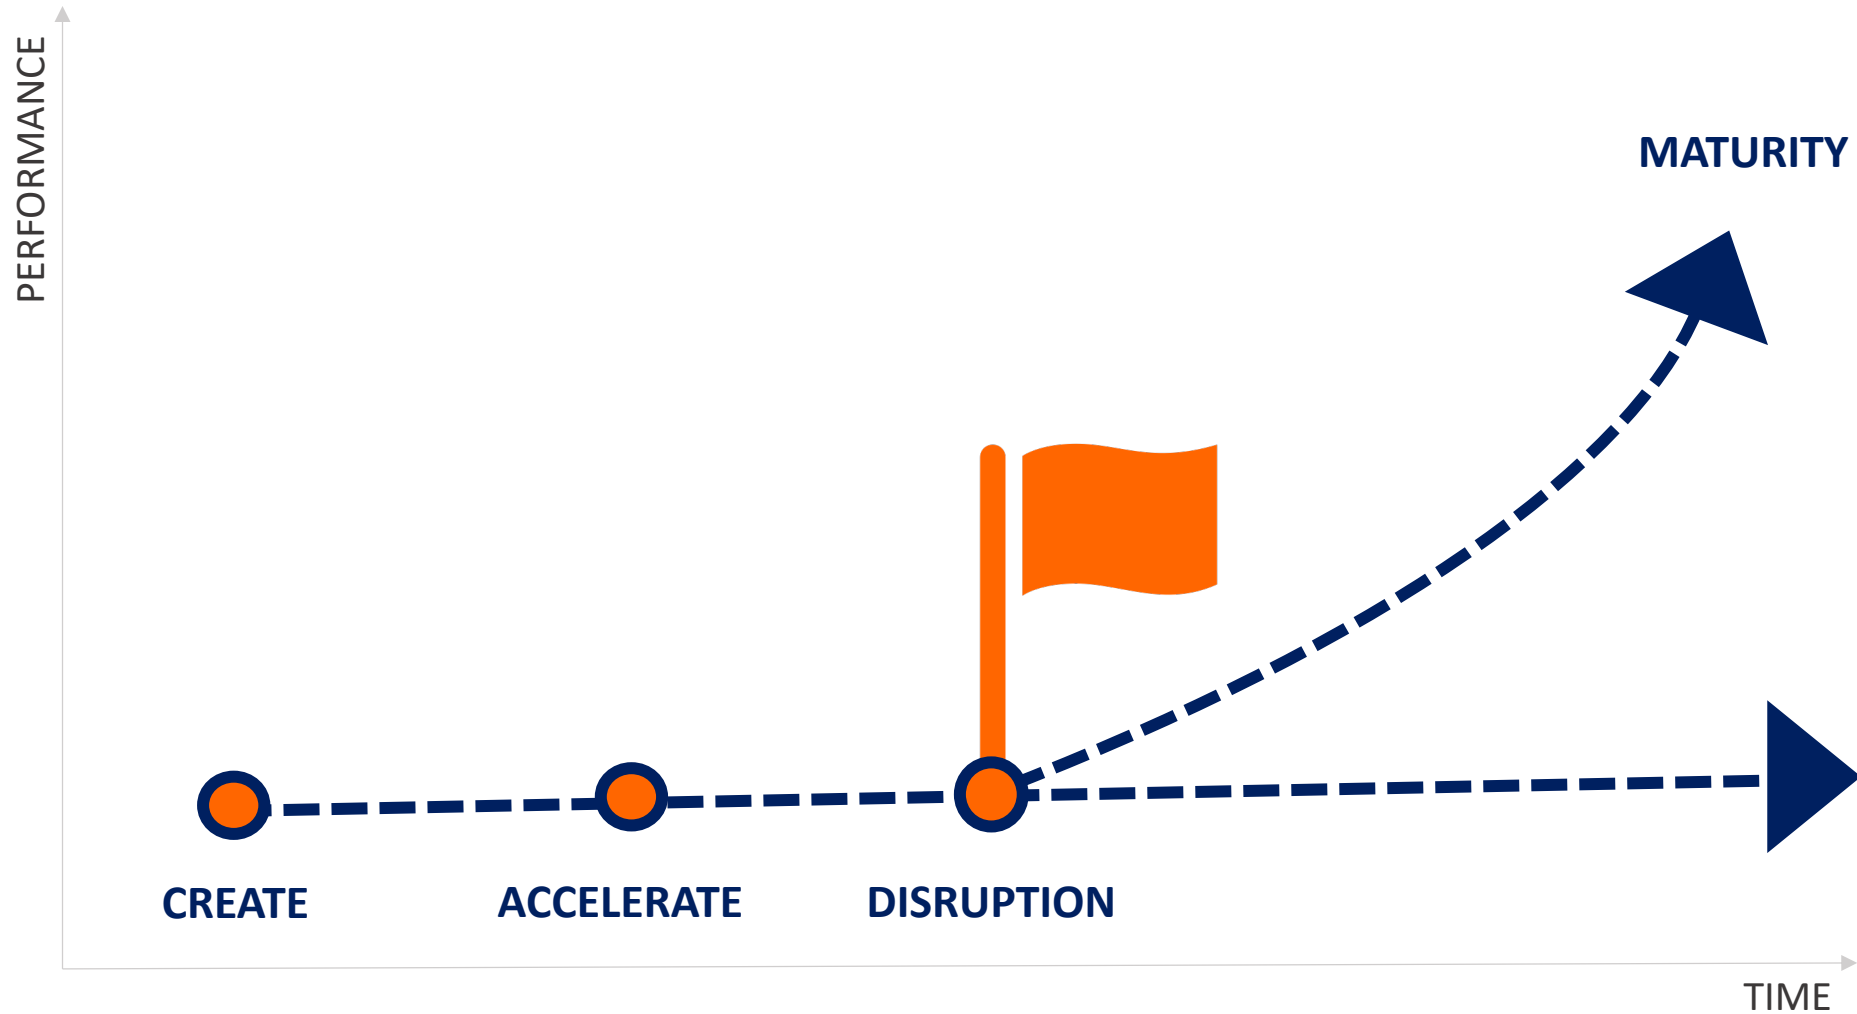 PERFORMANCE
MATURITY
CREATE
ACCELERATE
DISRUPTION
TIME